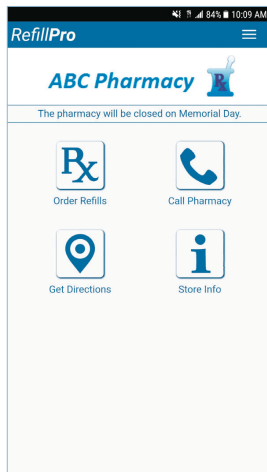 84% 10:09 AM
RefillPro
ABC Pharmacy Rx
The pharmacy will be closed on Memorial Day.
Rx
Order Refills Call Pharmacy
Get Directions Store Info